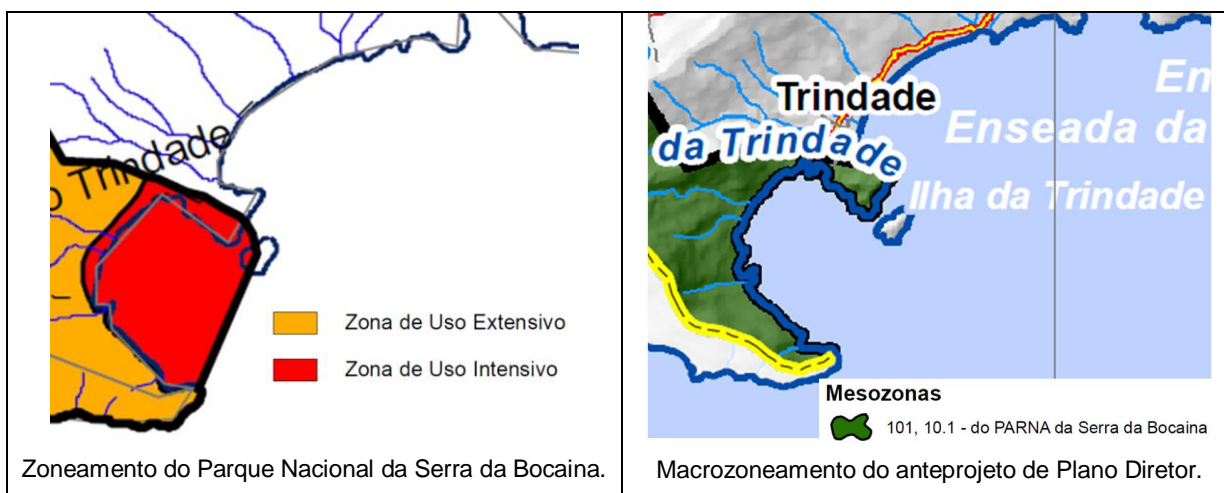 o Trindade
Zona de Uso Extensivo
Zona de Uso Intensivo
Zoneamento do Parque Nacional da Serra da Bocaina.
En
Trindade
Enseada da
da Trindade
Ilha da Trindade
Mesozonas
101, 10.1 - do PARNA da Serra da Bocaina
Macrozoneamento do anteprojeto de Plano Diretor.